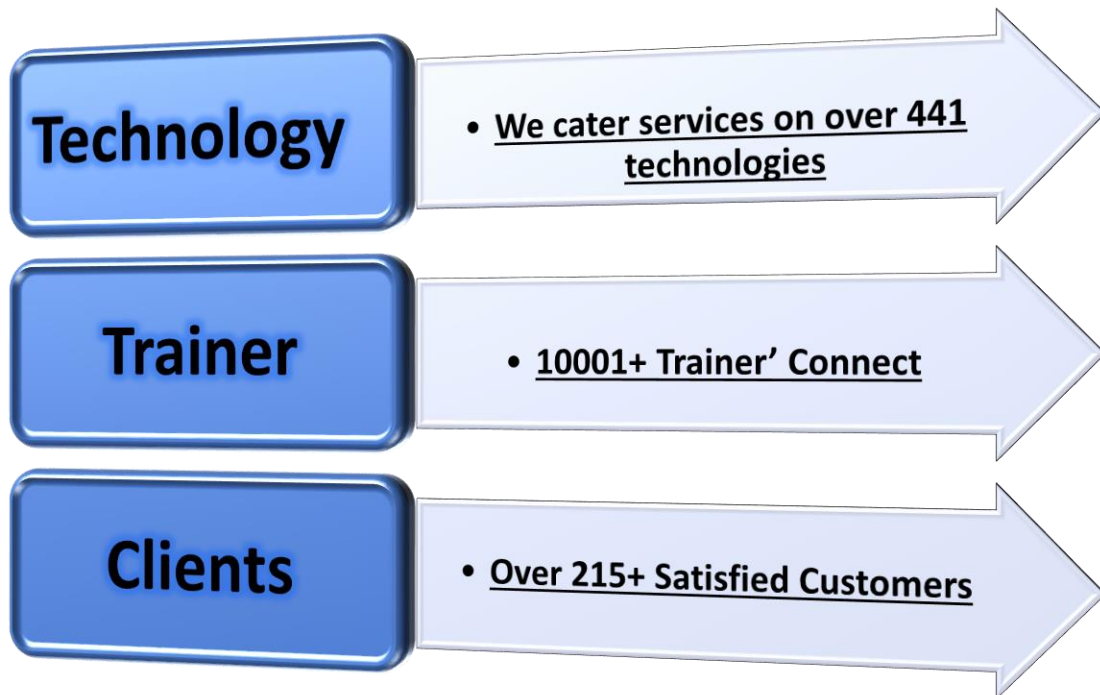 Technology
• We cater services on over 441
technologies
Trainer
• 10001+ Trainer’ Connect
Clients
• Over 215+ Satisfied Customers